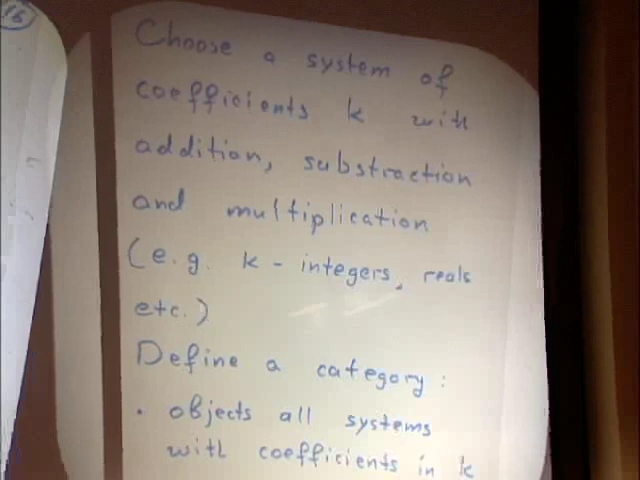 16
Choose a system of
coefficients k with
addition, substraction
and multiplication
(e.g. k - integers, reals
etc.)
Define a category:
• objects all systems
with coefficients in k